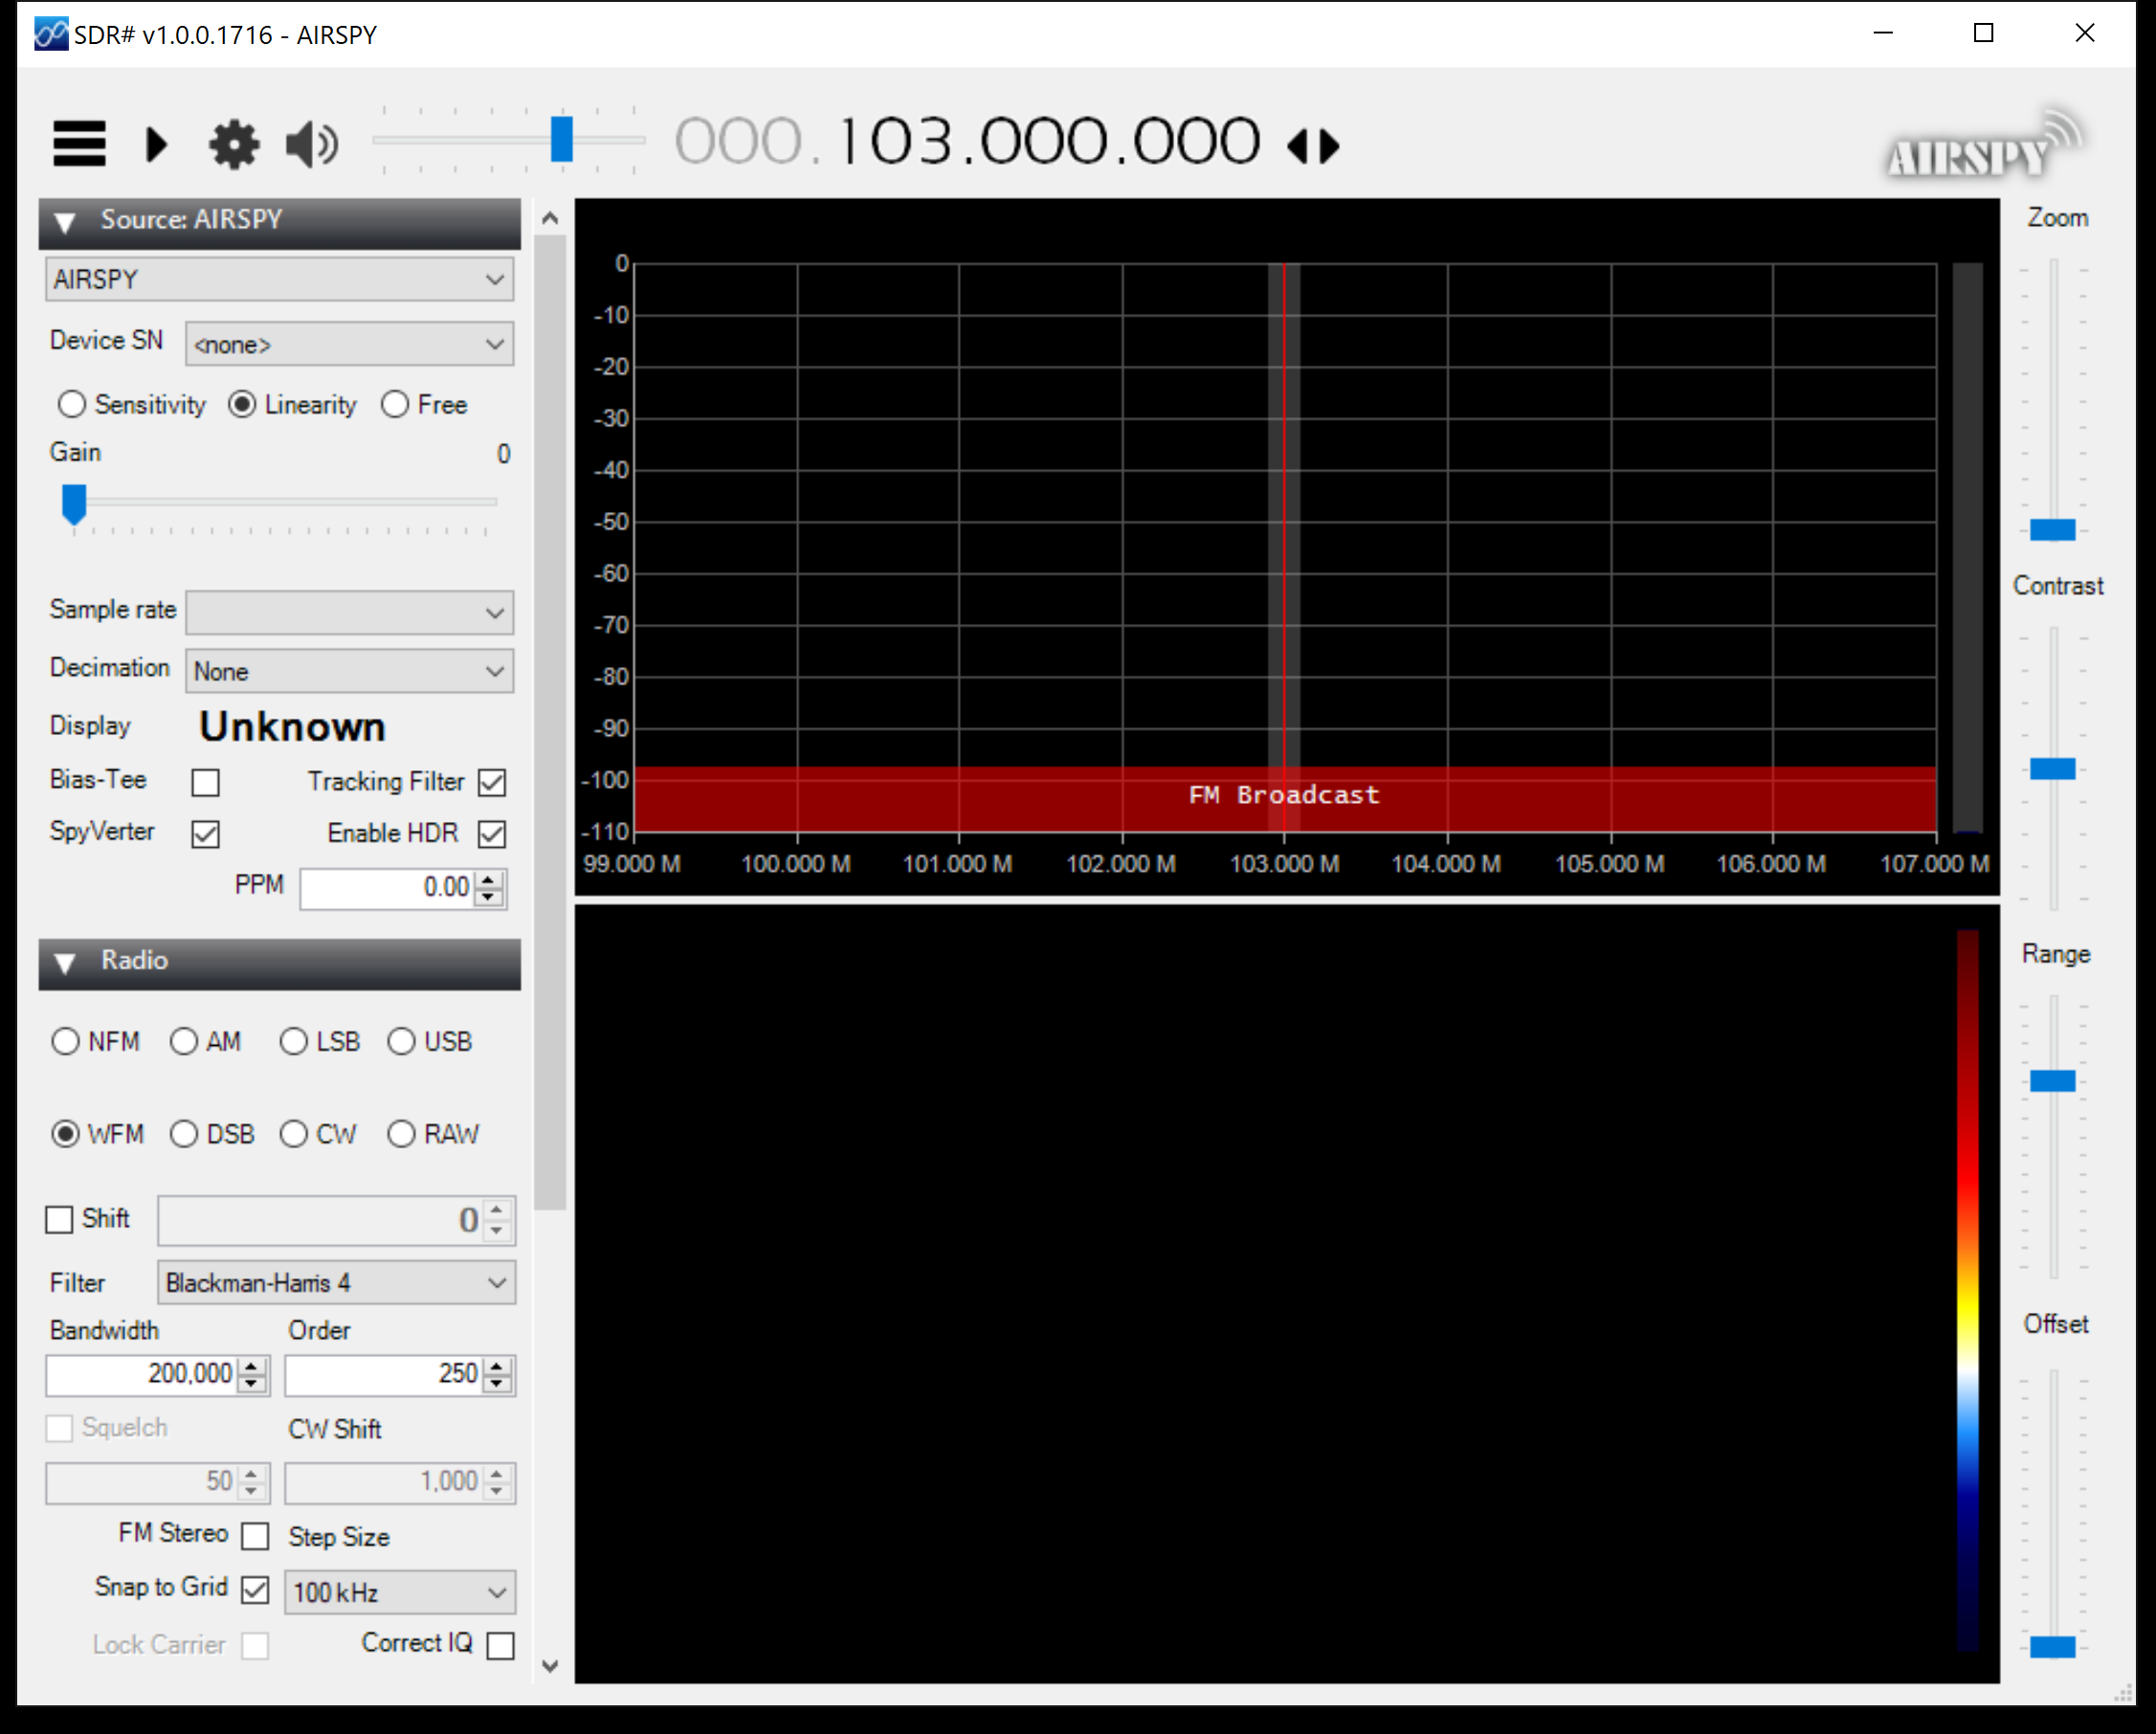 SDR# v1.0.0.1716 - AIRSPY
000.103.000.000
AIRSPY
Source: AIRSPY
AIRSPY
Device SN <none>
Sensitivity Linearity Free
Gain 0
Sample rate
Decimation None
Display Unknown
Bias-Tee Tracking Filter
SpyVerter Enable HDR
PPM 0.00
Radio
NFM AM LSB USB
WFM DSB CW RAW
Shift 0
Filter Blackman-Harris 4
Bandwidth Order
200,000 250
Squelch CW Shift
50 1,000
FM Stereo Step Size
Snap to Grid 100 kHz
Lock Carrier Correct IQ
0
-10
-20
-30
-40
-50
-60
-70
-80
-90
-100
FM Broadcast
-110
99.000 M 100.000 M 101.000 M 102.000 M 103.000 M 104.000 M 105.000 M 106.000 M 107.000 M
Zoom
Contrast
Range
Offset